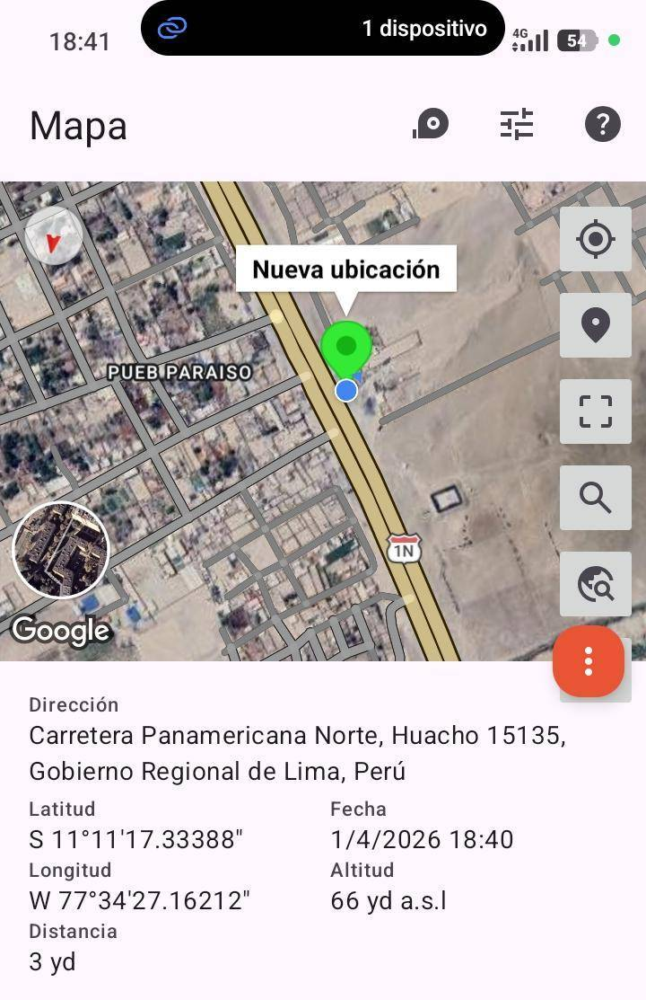 18:41
1 dispositivo
4G
54
Mapa
Nueva ubicación
PUEB PARAISO
1N
Google
Dirección
Carretera Panamericana Norte, Huacho 15135,
Gobierno Regional de Lima, Perú
Latitud
Fecha
S 11°11'17.33388"
1/4/2026 18:40
Longitud
Altitud
W 77°34'27.16212"
66 yd a.s.l
Distancia
3 yd